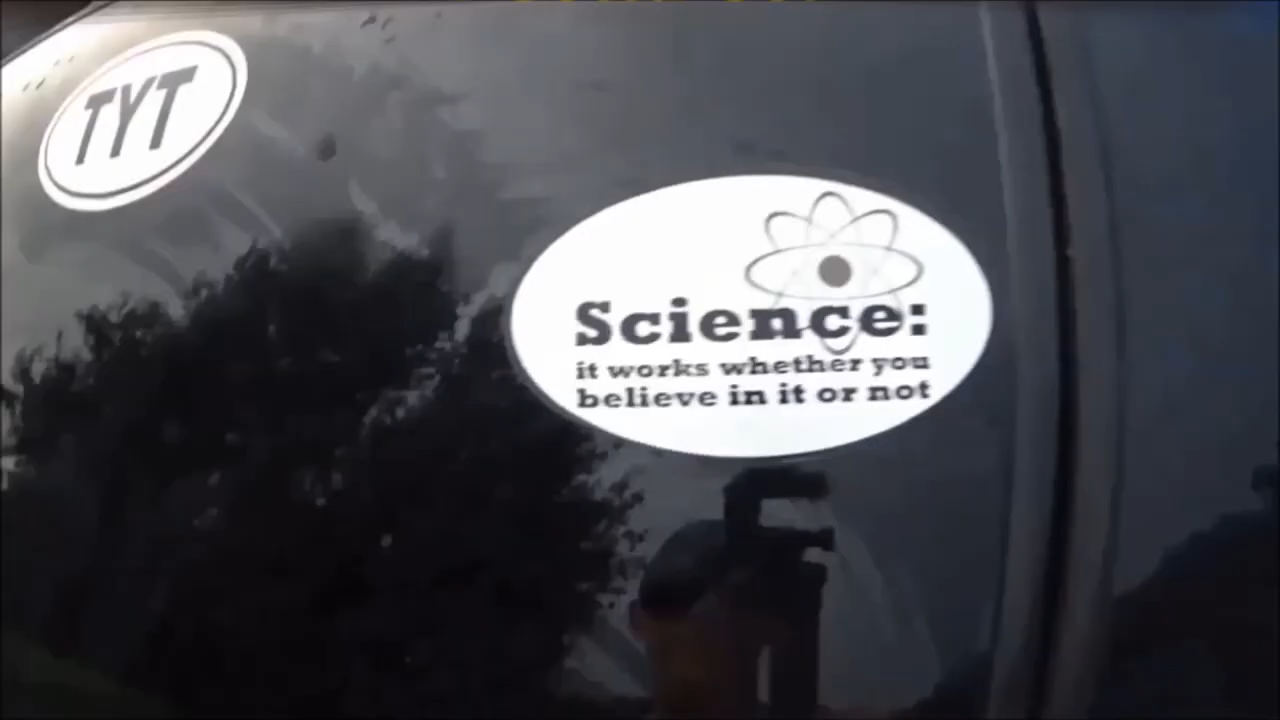 TYT
Science:
it works whether you
believe in it or not